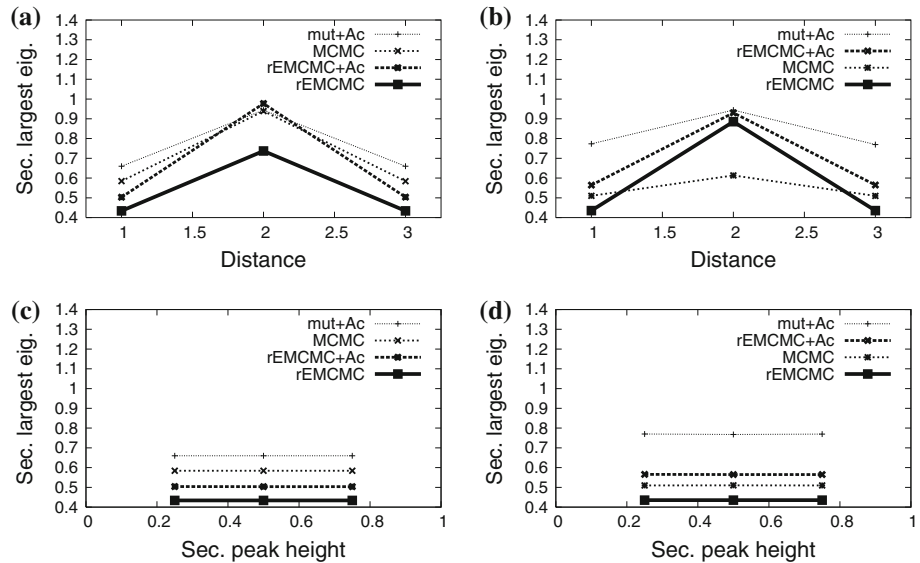 (a)
1.4
1.3
1.2
1.1
1
0.9
0.8
0.7
0.6
0.5
0.4
Sec. largest eig.
mut+Ac
MCMC
rEMCMC+Ac
rEMCMC
1 1.5 2 2.5 3
Distance
(b)
1.4
1.3
1.2
1.1
1
0.9
0.8
0.7
0.6
0.5
0.4
Sec. largest eig.
mut+Ac
rEMCMC+Ac
MCMC
rEMCMC
1 1.5 2 2.5 3
Distance
(c)
1.4
1.3
1.2
1.1
1
0.9
0.8
0.7
0.6
0.5
0.4
Sec. largest eig.
mut+Ac
MCMC
rEMCMC+Ac
rEMCMC
0 0.2 0.4 0.6 0.8 1
Sec. peak height
(d)
1.4
1.3
1.2
1.1
1
0.9
0.8
0.7
0.6
0.5
0.4
Sec. largest eig.
mut+Ac
rEMCMC+Ac
MCMC
rEMCMC
0 0.2 0.4 0.6 0.8 1
Sec. peak height